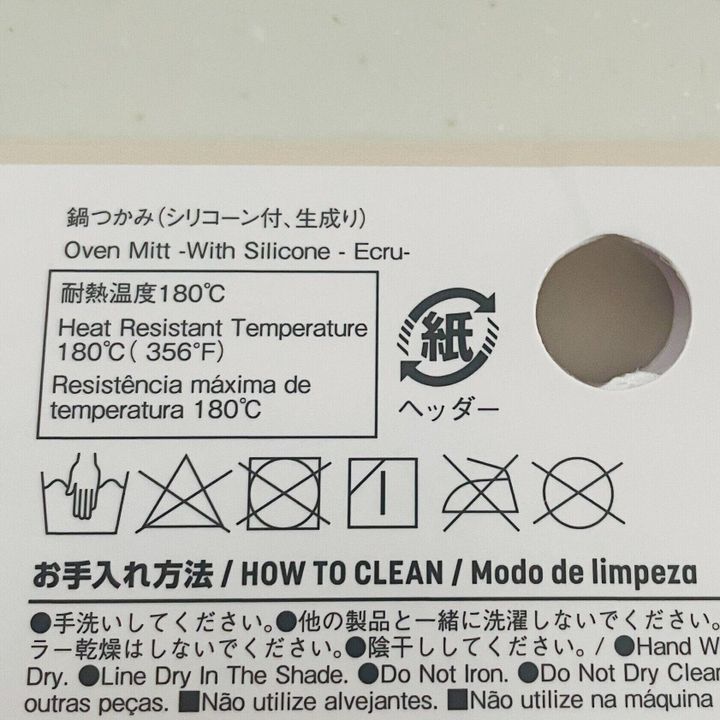 鍋つかみ(シリコーン付、生成り)
Oven Mitt -With Silicone - Ecru-
耐熱温度180℃
Heat Resistant Temperature
180℃( 356°F)
Resistência máxima de
temperatura 180℃
紙
ヘッダー
お手入れ方法 / HOW TO CLEAN / Modo de limpeza
●手洗いしてください。●他の製品と一緒に洗濯しないでください。
ラー乾燥はしないでください。●陰干ししてください。 / ●Hand W
Dry. ●Line Dry In The Shade. ●Do Not Iron. ●Do Not Dry Clean
outras peças. ■Não utilize alvejantes. ■Não utilize na máquina